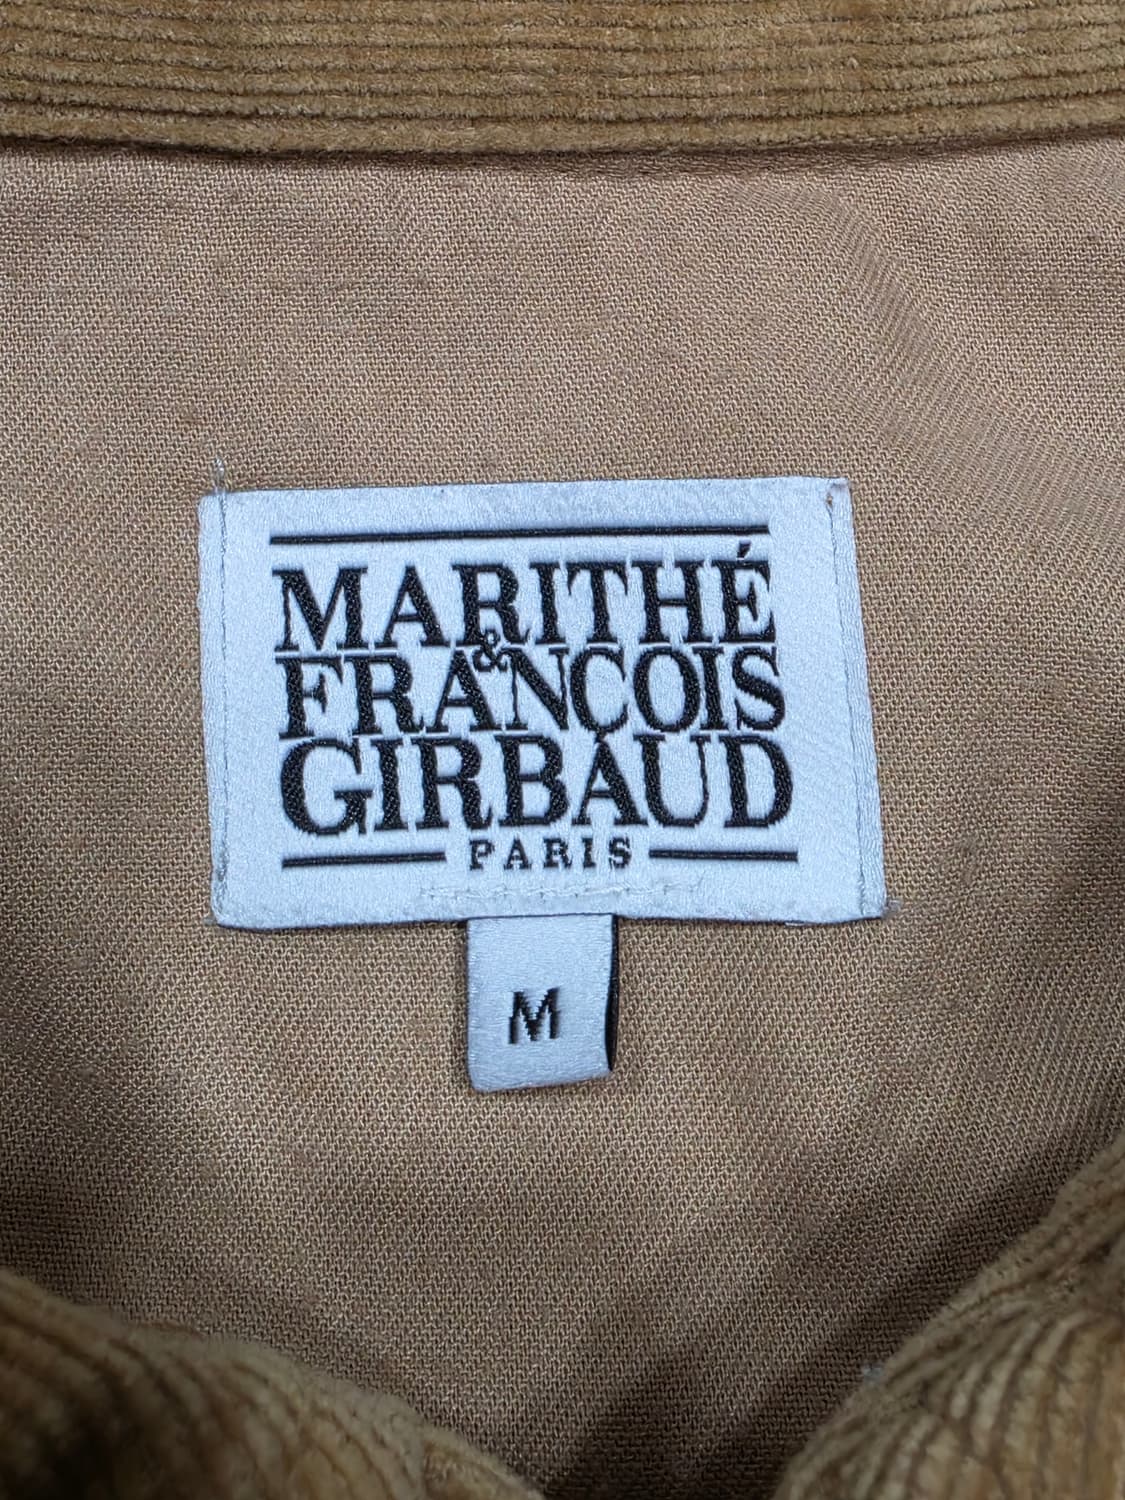 MARITHÉ
&
FRANCOIS
GIRBAUD
PARIS
M